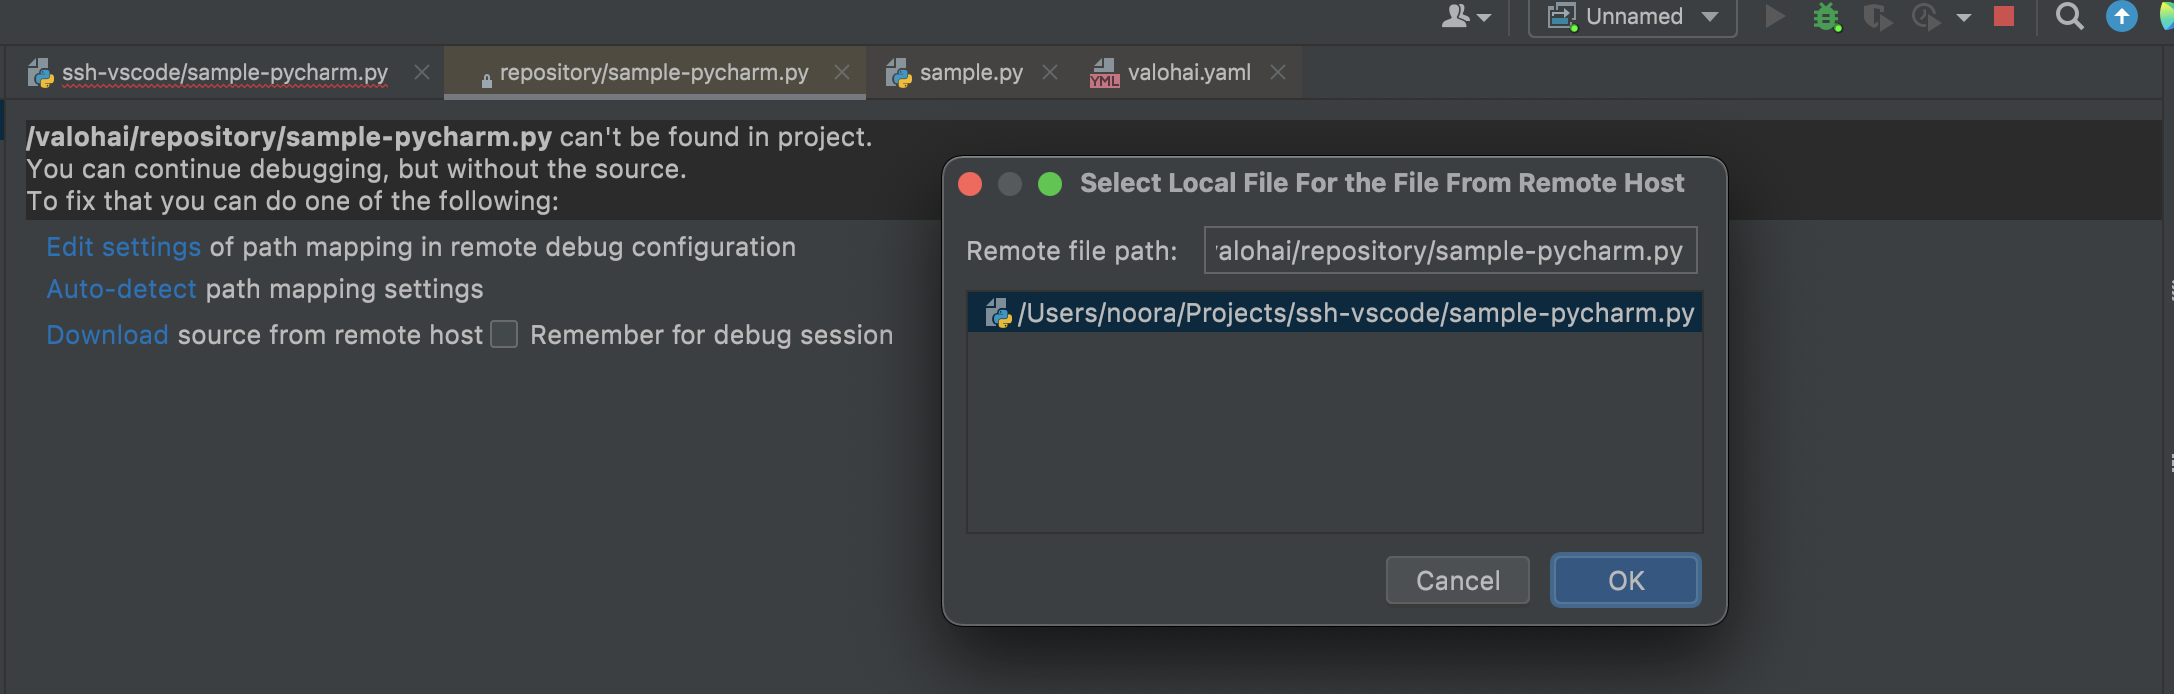 Unnamed
ssh-vscode/sample-pycharm.py
repository/sample-pycharm.py
sample.py
YML valohai.yaml
/valohai/repository/sample-pycharm.py can't be found in project.
You can continue debugging, but without the source.
To fix that you can do one of the following:
Edit settings of path mapping in remote debug configuration
Auto-detect path mapping settings
Download source from remote host Remember for debug session
Select Local File For the File From Remote Host
Remote file path: valohai/repository/sample-pycharm.py
/Users/noora/Projects/ssh-vscode/sample-pycharm.py
Cancel OK